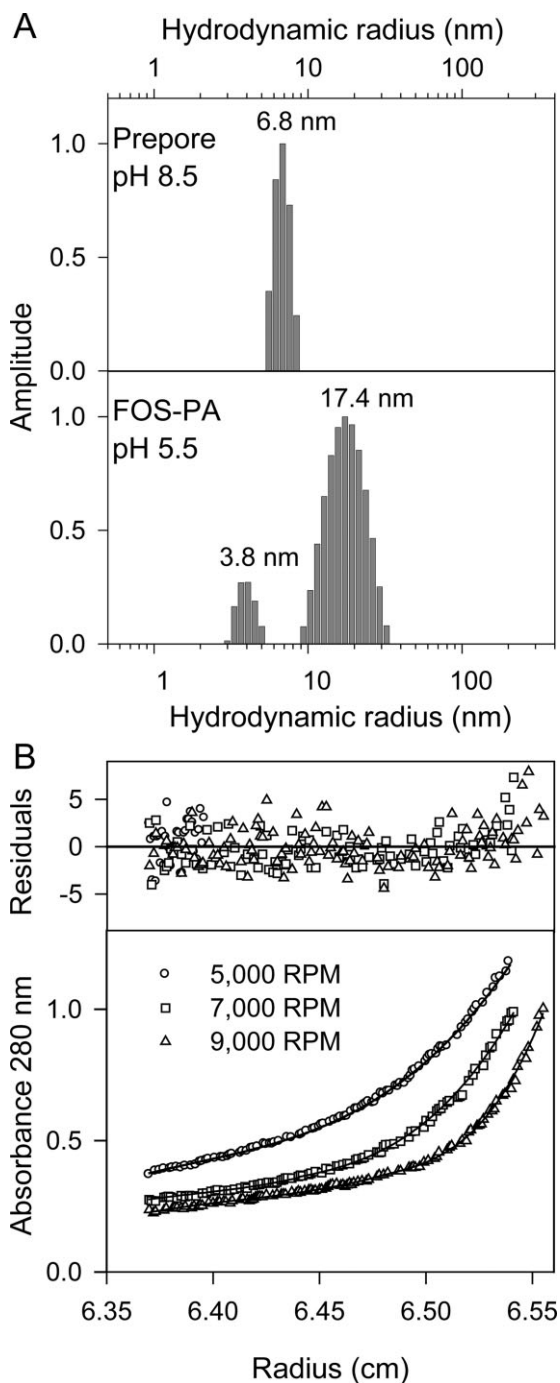 A
Hydrodynamic radius (nm)
1 10 100
Prepore
pH 8.5
6.8 nm
1.0
0.5
0.0
Amplitude
FOS-PA
pH 5.5
17.4 nm
3.8 nm
1.0
0.5
0.0
1 10 100
Hydrodynamic radius (nm)
B
Residuals
5
0
-5
Absorbance 280 nm
5,000 RPM
7,000 RPM
9,000 RPM
1.0
0.5
0.0
6.35 6.40 6.45 6.50 6.55
Radius (cm)